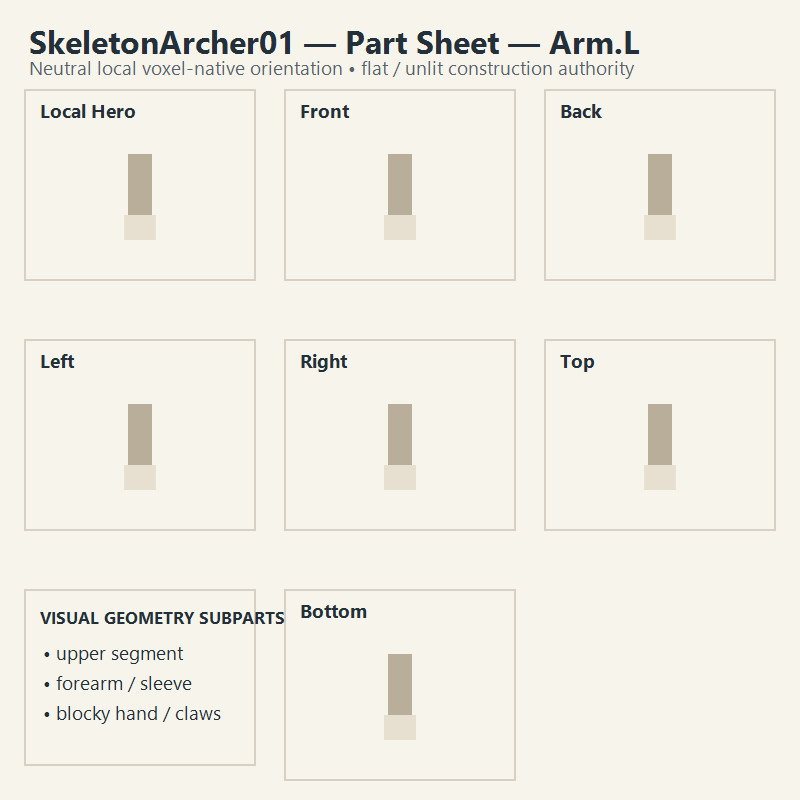 SkeletonArcher01 — Part Sheet — Arm.L
Neutral local voxel-native orientation • flat / unlit construction authority
Local Hero
Front
Back
Left
Right
Top
VISUAL GEOMETRY SUBPARTS
• upper segment
• forearm / sleeve
• blocky hand / claws
Bottom